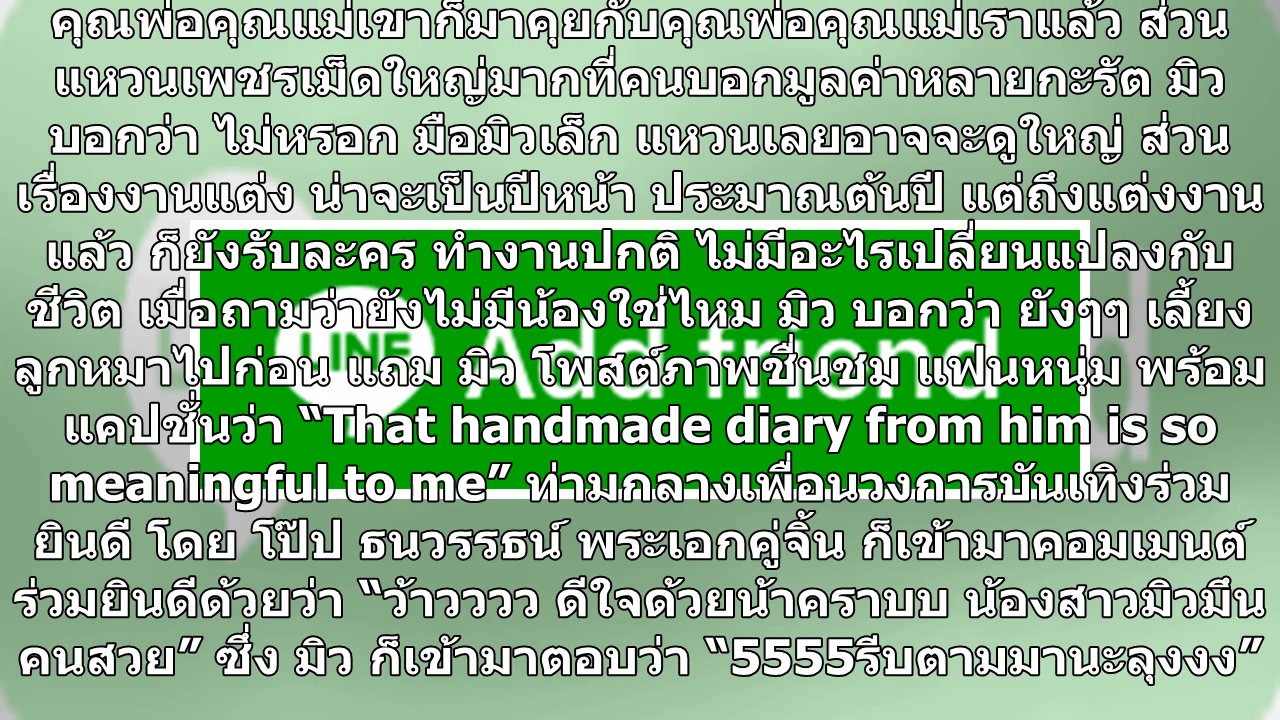 คุณพ่อคุณแม่เขาก็มาคุยกับคุณพ่อคุณแม่เราแล้ว ส่วน
แหวนเพชรเม็ดใหญ่มากที่คนบอกมูลค่าหลายกะรัต มิว
บอกว่า ไม่หรอก มือมิวเล็ก แหวนเลยอาจจะดูใหญ่ ส่วน
เรื่องงานแต่ง น่าจะเป็นปีหน้า ประมาณต้นปี แต่ถึงแต่งงาน
แล้ว ก็ยังรับละคร ทำงานปกติ ไม่มีอะไรเปลี่ยนแปลงกับ
ชีวิต เมื่อถามว่ายังไม่มีน้องใช่ไหม มิว บอกว่า ยังๆๆ เลี้ยง
ลูกหมาไปก่อน แถม มิว โพสต์ภาพชื่นชม แฟนหนุ่ม พร้อม
แคปชั่นว่า “That handmade diary from him is so
meaningful to me” ท่ามกลางเพื่อนวงการบันเทิงร่วม
ยินดี โดย โป๊ป ธนวรรธน์ พระเอกคู่จิ้น ก็เข้ามาคอมเมนต์
ร่วมยินดีด้วยว่า “ว้าวววว ดีใจด้วยน้าคราบบ น้องสาวมิวมึน
คนสวย” ซึ่ง มิว ก็เข้ามาตอบว่า “5555รีบตามมานะลุงงง”
LINE Add friend